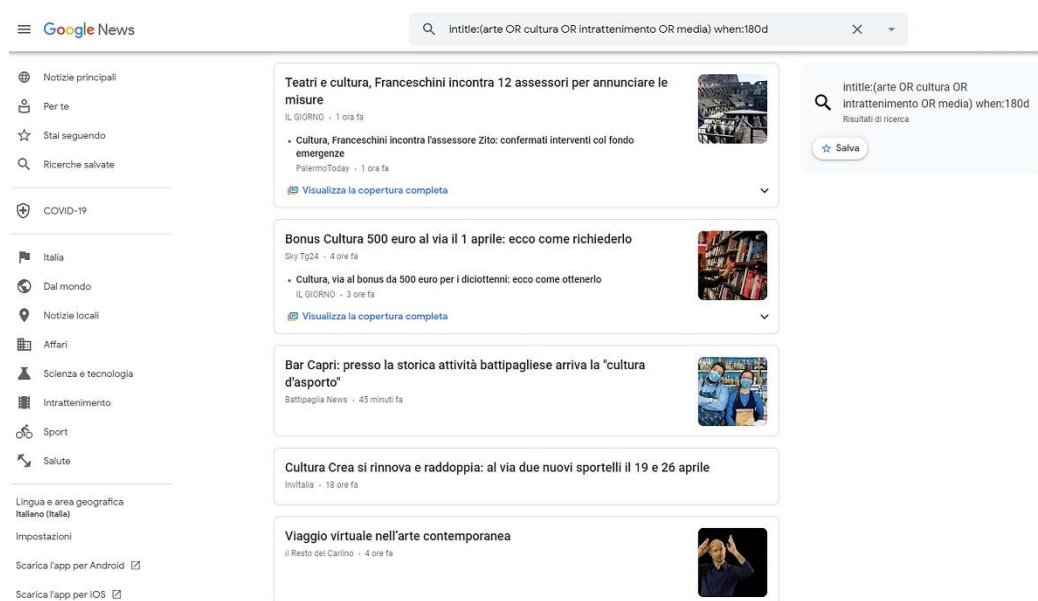 Google News
intitle:(arte OR cultura OR intrattenimento OR media) when:180d
Notizie principali
Per te
Stai seguendo
Ricerche salvate
COVID-19
Italia
Dal mondo
Notizie locali
Affari
Scienza e tecnologia
Intrattenimento
Sport
Salute
Lingua e area geografica
Italiano (Italia)
Impostazioni
Scarica l'app per Android
Scarica l'app per iOS
Teatri e cultura, Franceschini incontra 12 assessori per annunciare le
misure
IL GIORNO · 1 ora fa
• Cultura, Franceschini incontra l'assessore Zito: confermati interventi col fondo
emergenze
PalermoToday · 1 ora fa
Visualizza la copertura completa
Bonus Cultura 500 euro al via il 1 aprile: ecco come richiederlo
Sky Tg24 · 4 ore fa
• Cultura, via al bonus da 500 euro per i diciottenni: ecco come ottenerlo
IL GIORNO · 3 ore fa
Visualizza la copertura completa
Bar Capri: presso la storica attività battipagliese arriva la "cultura
d'asporto"
Battipaglia News · 45 minuti fa
Cultura Crea si rinnova e raddoppia: al via due nuovi sportelli il 19 e 26 aprile
Invitalia · 18 ore fa
Viaggio virtuale nell'arte contemporanea
il Resto del Carlino · 4 ore fa
intitle:(arte OR cultura OR
intrattenimento OR media) when:180d
Risultati di ricerca
Salva